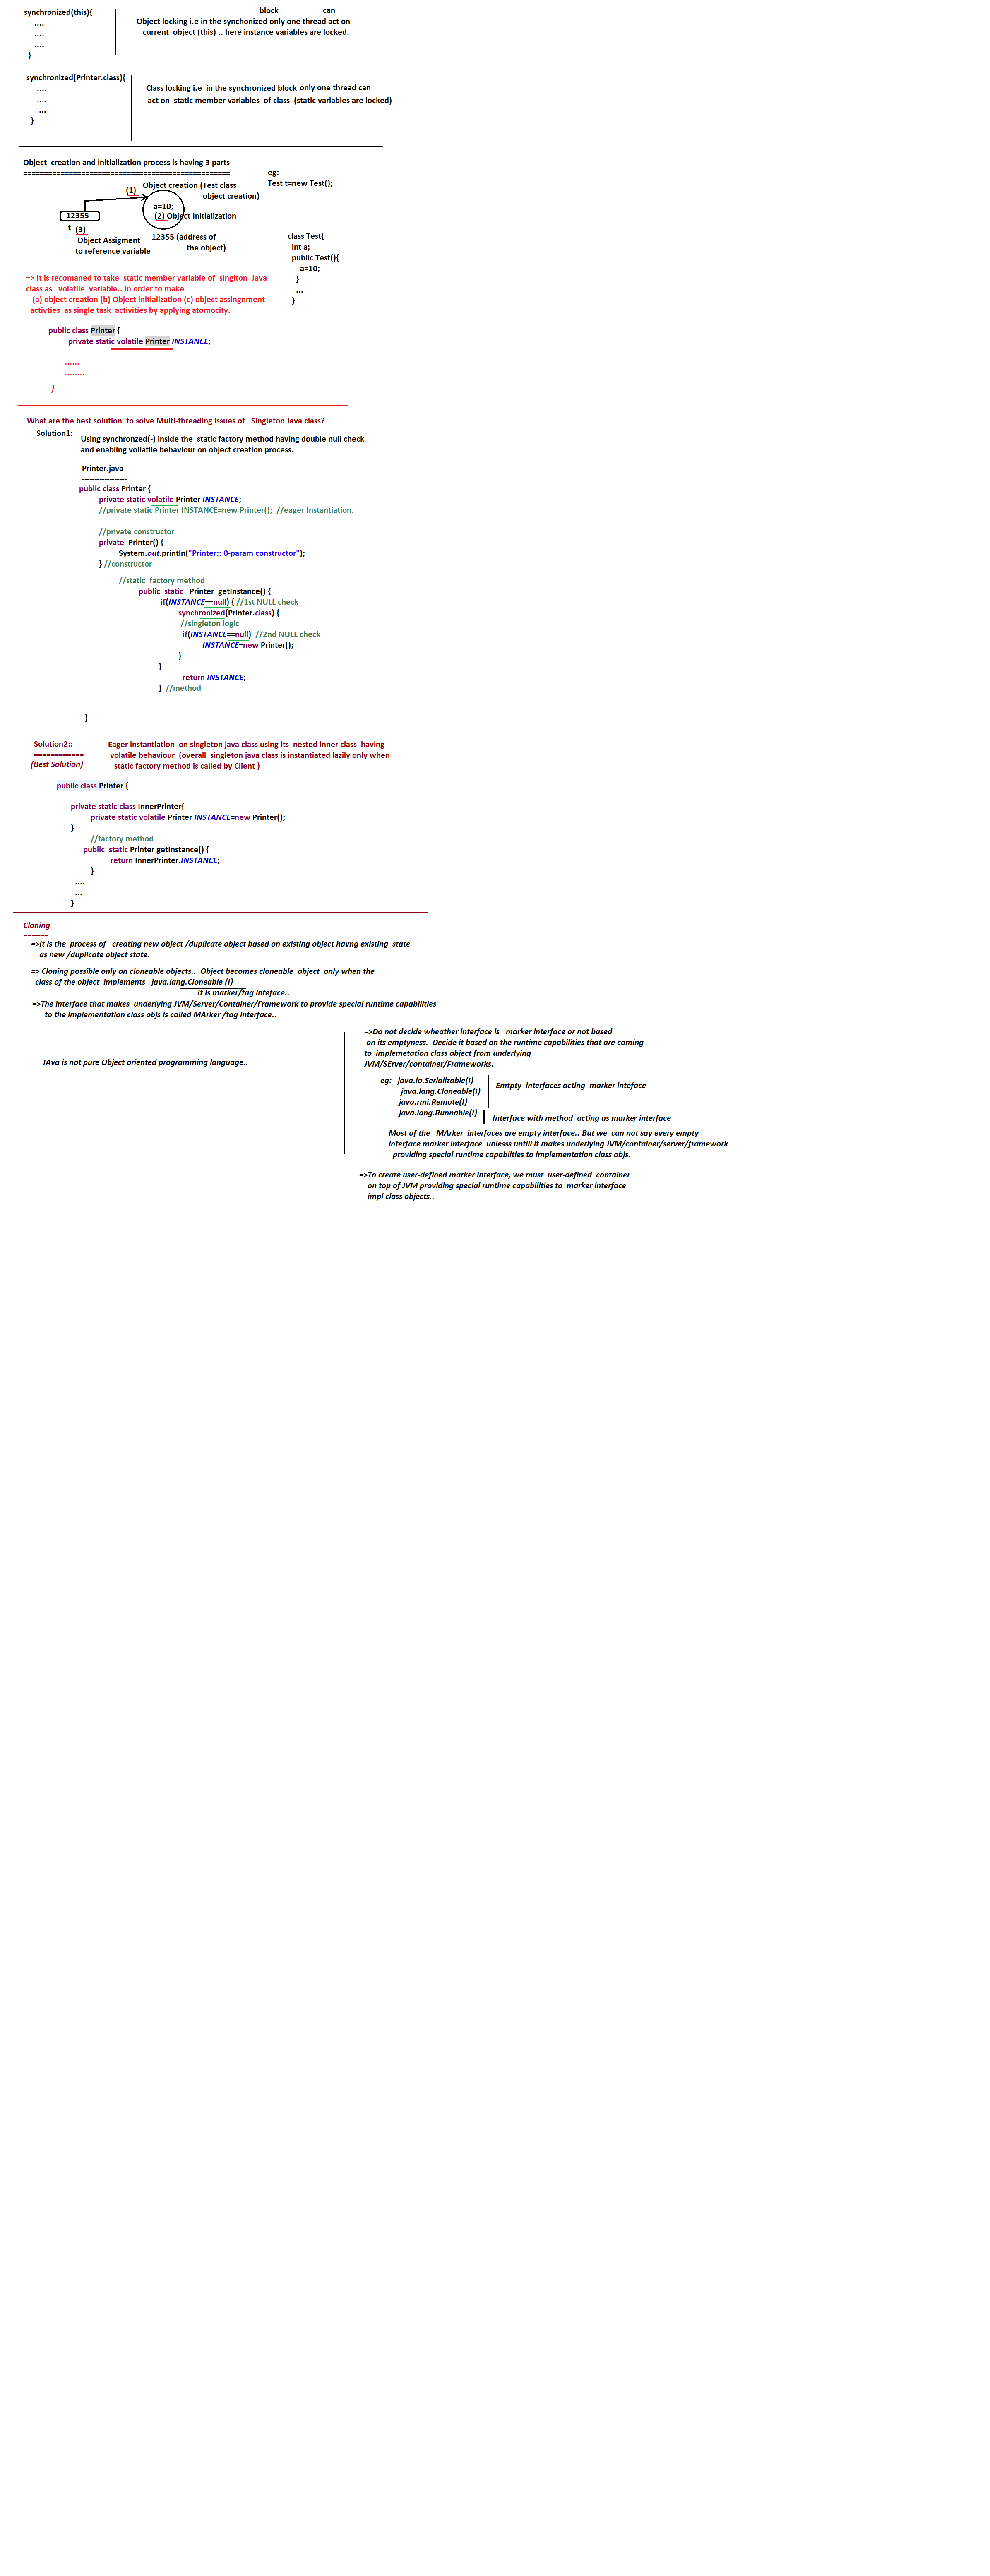 synchronized(this){
....
....
....
}
block can
Object locking i.e in the synchonized only one thread act on
current object (this) .. here instance variables are locked.
synchronized(Printer.class){
....
....
...
}
Class locking i.e in the synchronized block only one thread can
act on static member variables of class (static variables are locked)
Object creation and initialization process is having 3 parts
==================================================
eg:
Test t=new Test();
(1) Object creation (Test class
object creation)
a=10;
12355
(2) Object Initialization
t (3)
Object Assigment
to reference variable
12355 (address of
the object)
class Test{
int a;
public Test(){
a=10;
}
...
}
=> It is recomaned to take static member variable of singlton Java
class as volatile variable.. in order to make
(a) object creation (b) Object initialization (c) object assingnment
activties as single task activities by applying atomocity.
public class Printer {
private static volatile Printer INSTANCE;
......
........
}
What are the best solution to solve Multi-threading issues of Singleton Java class?
Solution1:
Using synchronzed(-) inside the static factory method having double null check
and enabling voliatile behaviour on object creation process.
Printer.java
------------------
public class Printer {
private static volatile Printer INSTANCE;
//private static Printer INSTANCE=new Printer(); //eager Instantiation.
//private constructor
private Printer() {
System.out.println("Printer:: 0-param constructor");
} //constructor
//static factory method
public static Printer getInstance() {
if(INSTANCE==null) { //1st NULL check
synchronized(Printer.class) {
//singleton logic
if(INSTANCE==null) //2nd NULL check
INSTANCE=new Printer();
}
}
return INSTANCE;
} //method
}
Solution2::
============
(Best Solution)
Eager instantiation on singleton java class using its nested inner class having
volatile behaviour (overall singleton java class is instantiated lazily only when
static factory method is called by Client )
public class Printer {
private static class InnerPrinter{
private static volatile Printer INSTANCE=new Printer();
}
//factory method
public static Printer getInstance() {
return InnerPrinter.INSTANCE;
}
....
...
}
Cloning
======
=>It is the process of creating new object /duplicate object based on existing object havng existing state
as new /duplicate object state.
=> Cloning possible only on cloneable objects.. Object becomes cloneable object only when the
class of the object implements java.lang.Cloneable (I)
It is marker/tag inteface..
=>The interface that makes underlying JVM/Server/Container/Framework to provide special runtime capabilities
to the implementation class objs is called MArker /tag interface..
JAva is not pure Object oriented programming language..
=>Do not decide wheather interface is marker interface or not based
on its emptyness. Decide it based on the runtime capabilities that are coming
to implemetation class object from underlying
JVM/SErver/container/Frameworks.
eg: java.io.Serializable(I)
java.lang.Cloneable(I)
java.rmi.Remote(I)
java.lang.Runnable(I)
Emtpty interfaces acting marker inteface
Interface with method acting as marker interface
Most of the MArker interfaces are empty interface.. But we can not say every empty
interface marker interface unlesss untill it makes underlying JVM/container/server/framework
providing special runtime capablities to implementation class objs.
=>To create user-defined marker interface, we must user-defined container
on top of JVM providing special runtime capabilities to marker interface
impl class objects..